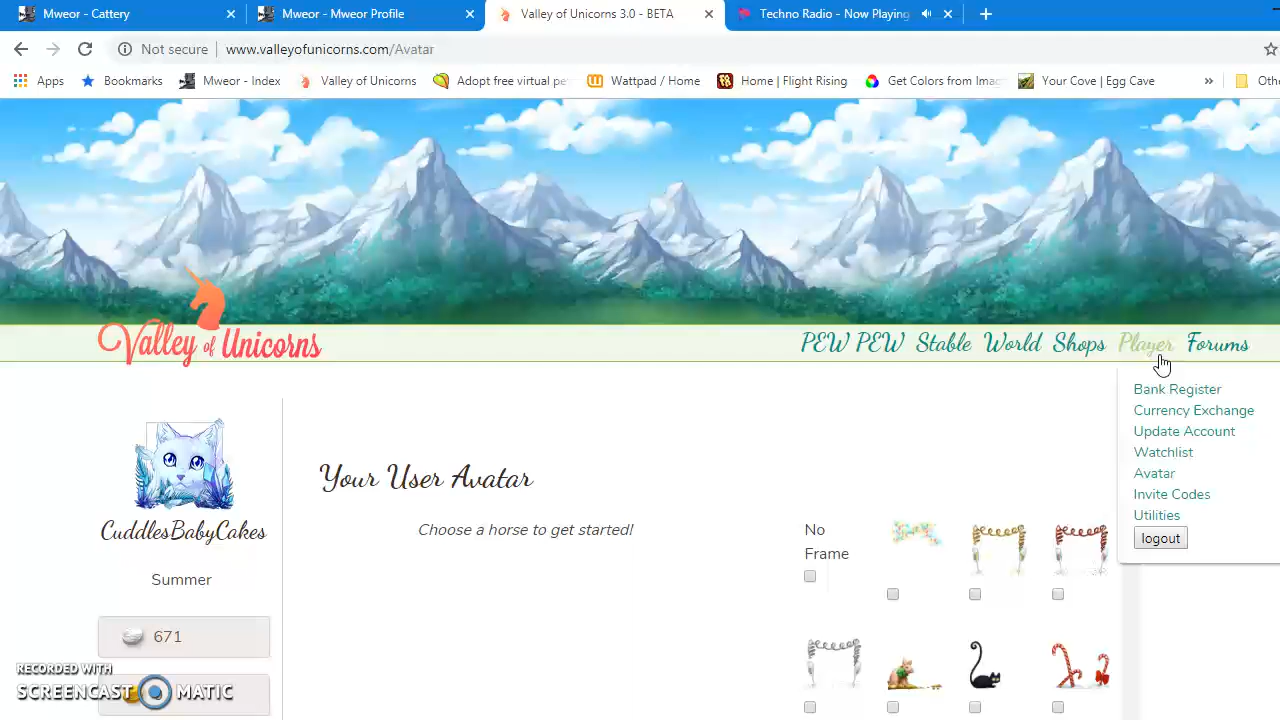 Mweor - Cattery
Mweor - Mweor Profile
Valley of Unicorns 3.0 - BETA
Techno Radio - Now Playing
Not secure | www.valleyofunicorns.com/Avatar
Apps
Bookmarks
Mweor - Index
Valley of Unicorns
Adopt free virtual pe
Wattpad / Home
Home | Flight Rising
Get Colors from Imag
Your Cove | Egg Cave
»
Othe
Valley of Unicorns
PEW PEW Stable World Shops Player Forums
Bank Register
Currency Exchange
Update Account
Watchlist
Avatar
Invite Codes
Utilities
logout
CuddlesBabyCakes
Summer
671
Your User Avatar
Choose a horse to get started!
No
Frame
RECORDED WITH
SCREENCAST MATIC